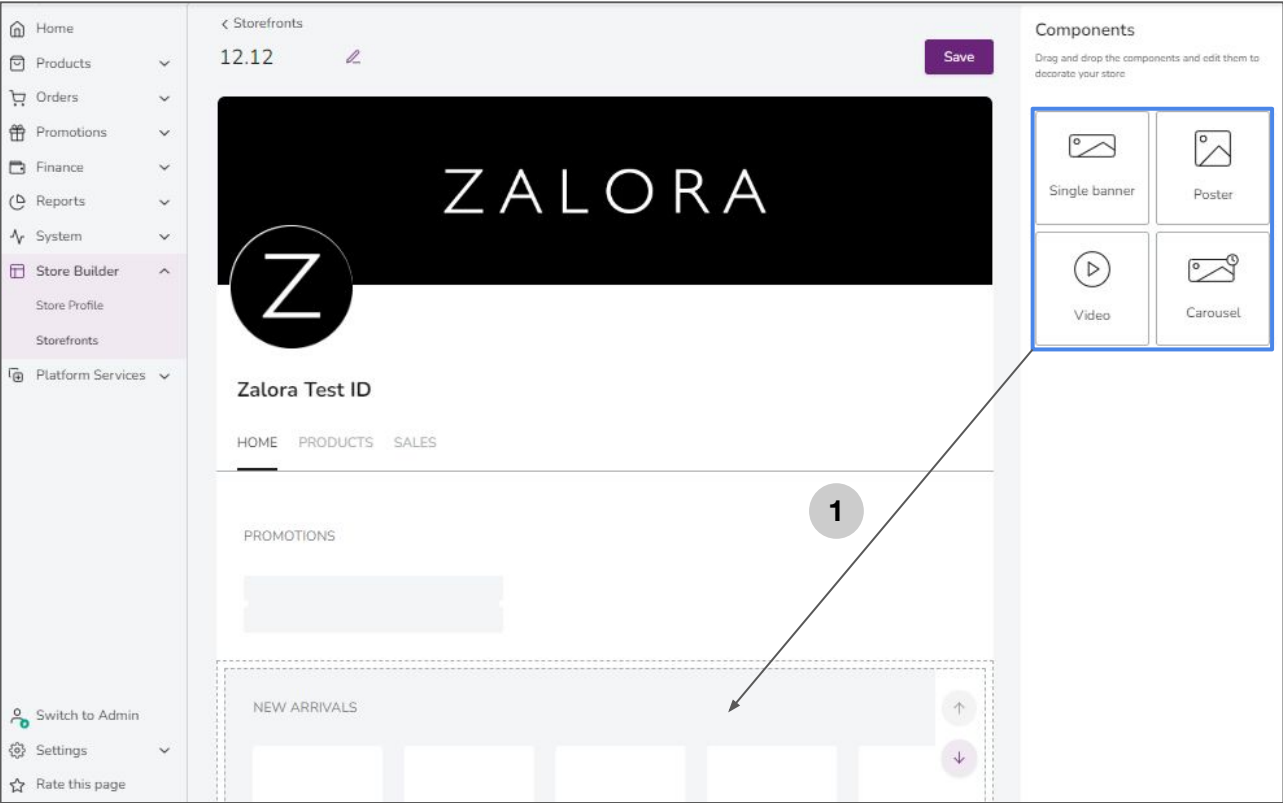 Home
Products
Orders
Promotions
Finance
Reports
System
Store Builder
Store Profile
Storefronts
Platform Services
Switch to Admin
Settings
Rate this page
Storefronts
12.12
Save
ZALORA
Z
Zalora Test ID
HOME PRODUCTS SALES
PROMOTIONS
NEW ARRIVALS
1
Components
Drag and drop the components and edit them to
decorate your store
Single banner
Poster
Video
Carousel